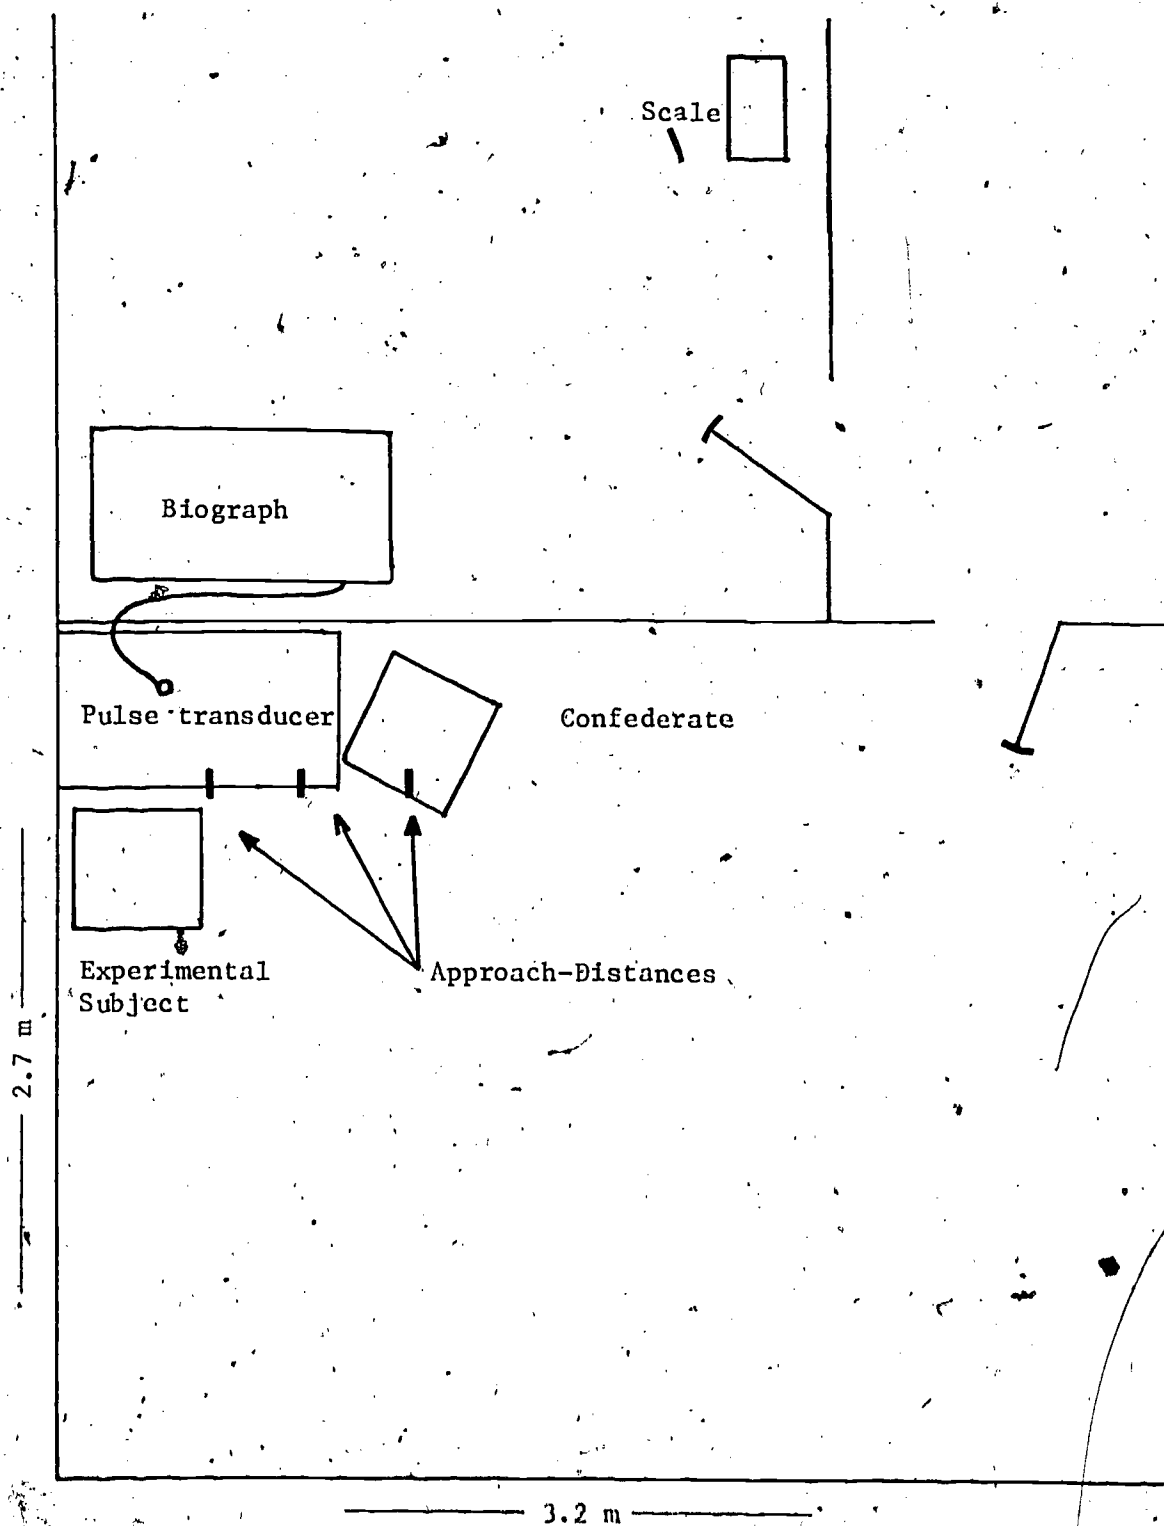 Scale
Biograph
Pulse transducer
Confederate
Experimental
Subject
Approach-Distances
2.7 m
3.2 m